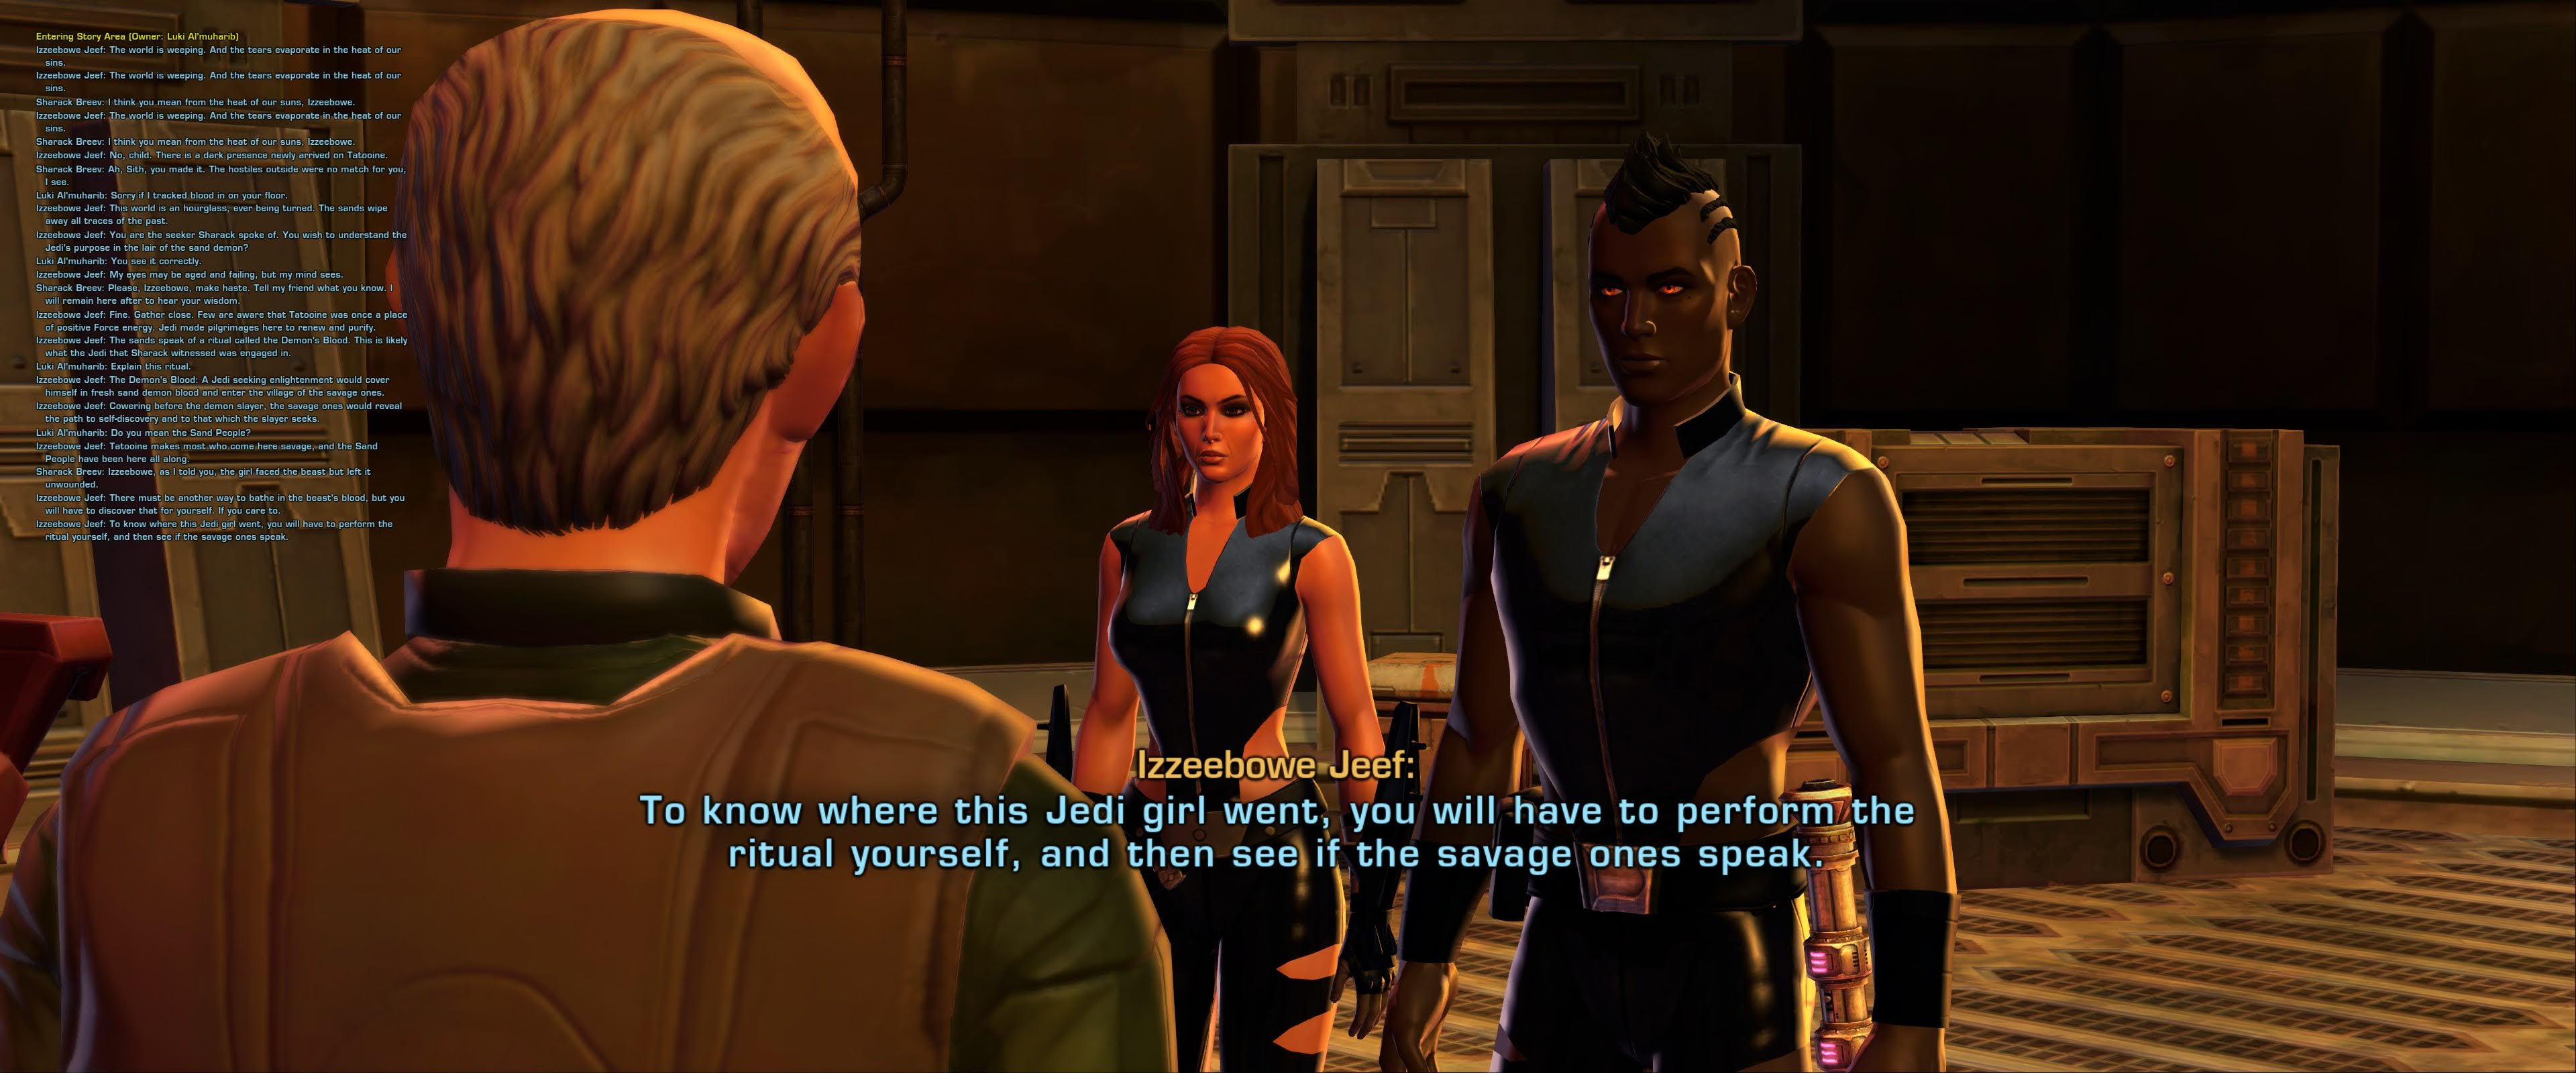 Entering Story Area (Owner: Luki Al'muharib)
Izzeebowe Jeef: The world is weeping. And the tears evaporate in the heat of our
sins.
Izzeebowe Jeef: The world is weeping. And the tears evaporate in the heat of our
sins.
Sharack Breev: I think you mean from the heat of our suns, Izzeebowe.
Izzeebowe Jeef: The world is weeping. And the tears evaporate in the heat of our
sins.
Sharack Breev: I think you mean from the heat of our suns, Izzeebowe.
Izzeebowe Jeef: No, child. There is a dark presence newly arrived on Tatooine.
Sharack Breev: Ah, Sith, you made it. The hostiles outside were no match for you,
I see.
Luki Al'muharib: Sorry if I tracked blood in on your floor.
Izzeebowe Jeef: This world is an hourglass, ever being turned. The sands wipe
away all traces of the past.
Izzeebowe Jeef: You are the seeker Sharack spoke of. You wish to understand the
Jedi's purpose in the lair of the sand demon?
Luki Al'muharib: You see it correctly.
Izzeebowe Jeef: My eyes may be aged and failing, but my mind sees.
Sharack Breev: Please, Izzeebowe, make haste. Tell my friend what you know. I
will remain here after to hear your wisdom.
Izzeebowe Jeef: Fine. Gather close. Few are aware that Tatooine was once a place
of positive Force energy. Jedi made pilgrimages here to renew and purify.
Izzeebowe Jeef: The sands speak of a ritual called the Demon's Blood. This is likely
what the Jedi that Sharack witnessed was engaged in.
Luki Al'muharib: Explain this ritual.
Izzeebowe Jeef: The Demon's Blood: A Jedi seeking enlightenment would cover
himself in fresh sand demon blood and enter the village of the savage ones.
Izzeebowe Jeef: Cowering before the demon slayer, the savage ones would reveal
the path to self-discovery and to that which the slayer seeks.
Luki Al'muharib: Do you mean the Sand People?
Izzeebowe Jeef: Tatooine makes most who come here savage, and the Sand
People have been here all along.
Sharack Breev: Izzeebowe, as I told you, the girl faced the beast but left it
unwounded.
Izzeebowe Jeef: There must be another way to bathe in the beast's blood, but you
will have to discover that for yourself. If you care to.
Izzeebowe Jeef: To know where this Jedi girl went, you will have to perform the
ritual yourself, and then see if the savage ones speak.
Izzeebowe Jeef:
To know where this Jedi girl went, you will have to perform the
ritual yourself, and then see if the savage ones speak.